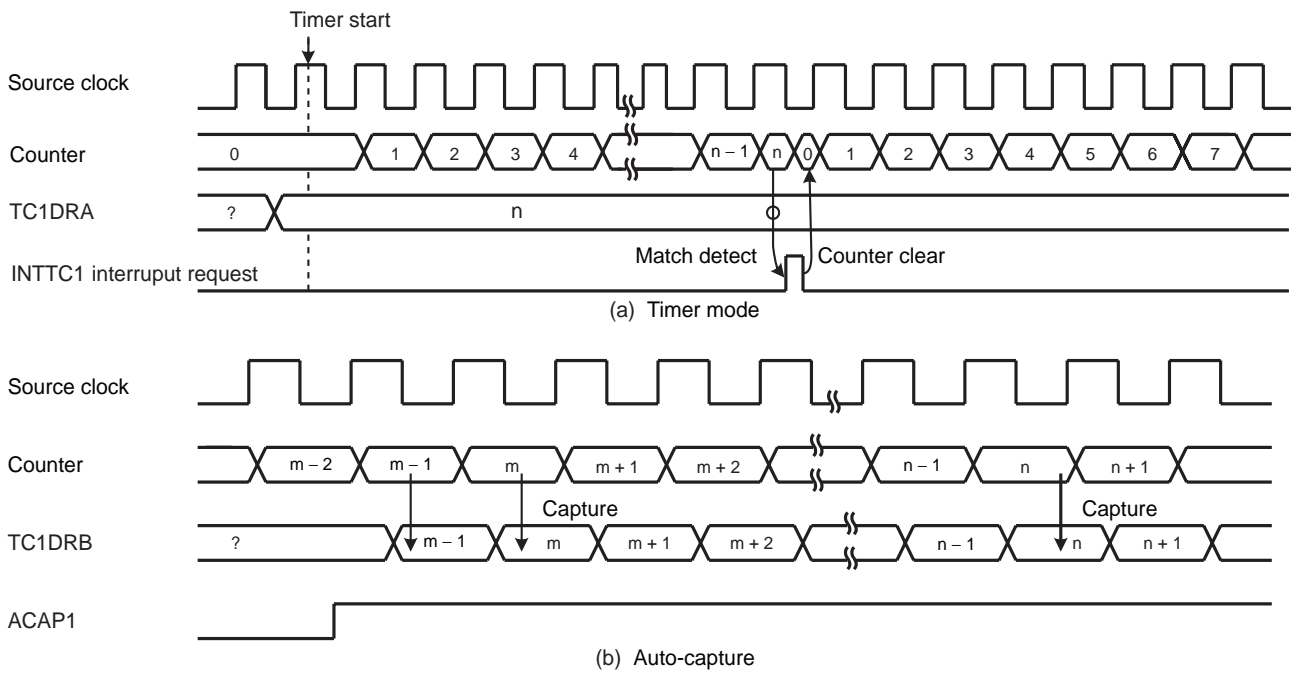 Timer start
Source clock
Counter 0 1 2 3 4 n – 1 n 0 1 2 3 4 5 6 7
TC1DRA ? n
Match detect Counter clear
INTTC1 interruput request
(a) Timer mode
Source clock
Counter m – 2 m – 1 m m + 1 m + 2 n – 1 n n + 1
Capture Capture
TC1DRB ? m – 1 m m + 1 m + 2 n – 1 n n + 1
ACAP1
(b) Auto-capture